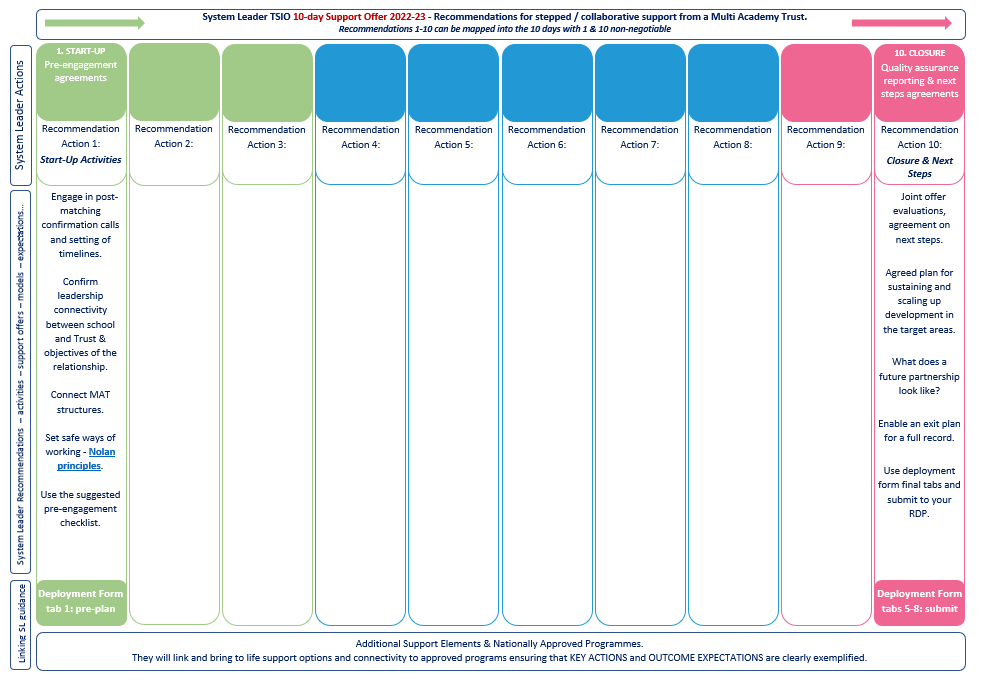 System Leader TSIO 10-day Support Offer 2022-23 - Recommendations for stepped / collaborative support from a Multi Academy Trust.
Recommendations 1-10 can be mapped into the 10 days with 1 & 10 non-negotiable
System Leader Actions
1. START-UP
Pre-engagement
agreements
Recommendation
Action 1:
Start-Up Activities
Recommendation
Action 2:
Recommendation
Action 3:
Recommendation
Action 4:
Recommendation
Action 5:
Recommendation
Action 6:
Recommendation
Action 7:
Recommendation
Action 8:
Recommendation
Action 9:
10. CLOSURE
Quality assurance
reporting & next
steps agreements
Recommendation
Action 10:
Closure & Next
Steps
System Leader Recommendations – activities – support offers – models – expectations...
Engage in post-
matching
confirmation calls
and setting of
timelines.
Confirm
leadership
connectivity
between school
and Trust &
objectives of the
relationship.
Connect MAT
structures.
Set safe ways of
working - Nolan
principles.
Use the suggested
pre-engagement
checklist.
Joint offer
evaluations,
agreement on
next steps.
Agreed plan for
sustaining and
scaling up
development in
the target areas.
What does a
future partnership
look like?
Enable an exit plan
for a full record.
Use deployment
form final tabs and
submit to your
RDP.
Linking SL guidance
Deployment Form
tab 1: pre-plan
Deployment Form
tabs 5-8: submit
Additional Support Elements & Nationally Approved Programmes.
They will link and bring to life support options and connectivity to approved programs ensuring that KEY ACTIONS and OUTCOME EXPECTATIONS are clearly exemplified.